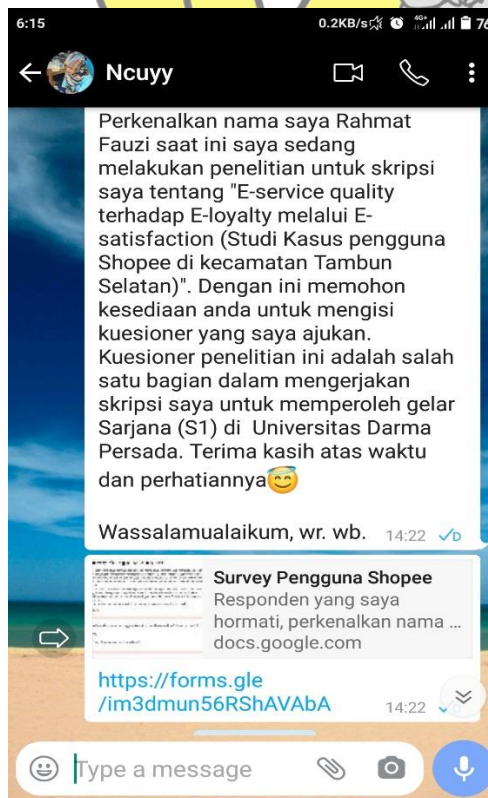 6:15
0.2KB/s
4G+
76
Ncuyy
Perkenalkan nama saya Rahmat
Fauzi saat ini saya sedang
melakukan penelitian untuk skripsi
saya tentang "E-service quality
terhadap E-loyalty melalui E-
satisfaction (Studi Kasus pengguna
Shopee di kecamatan Tambun
Selatan)". Dengan ini memohon
kesediaan anda untuk mengisi
kuesioner yang saya ajukan.
Kuesioner penelitian ini adalah salah
satu bagian dalam mengerjakan
skripsi saya untuk memperoleh gelar
Sarjana (S1) di  Universitas Darma
Persada. Terima kasih atas waktu
dan perhatiannya😇
Wassalamualaikum, wr. wb.
14:22
Survey Pengguna Shopee
Responden yang saya
hormati, perkenalkan nama ...
docs.google.com
https://forms.gle
/im3dmun56RShAVAbA
14:22
Type a message